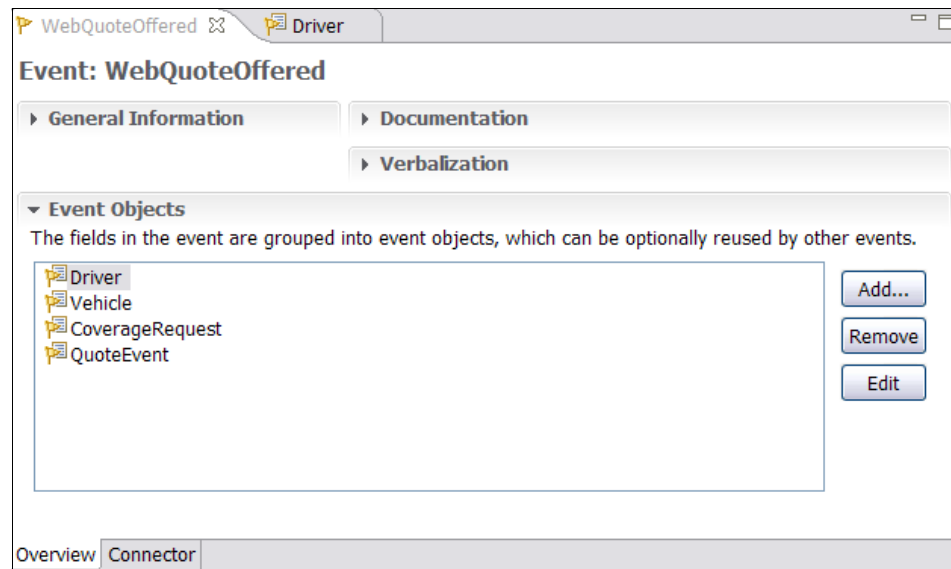 WebQuoteOffered Driver
Event: WebQuoteOffered
General Information Documentation
Verbalization
Event Objects
The fields in the event are grouped into event objects, which can be optionally reused by other events.
Driver
Vehicle
CoverageRequest
QuoteEvent
Add...
Remove
Edit
Overview Connector